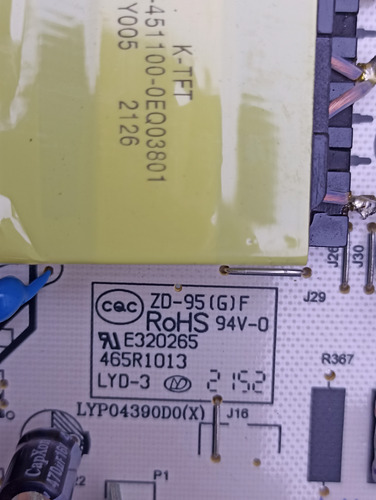 K-TFT
-451100-0EQ03801
Y005 2126
J26
J30
J29
CQC ZD-95(G)F
RoHS 94V-0
E320265
465R1013
LYD-3 2152
LYP04390D0(X)
J16
R367
CapXon
P1